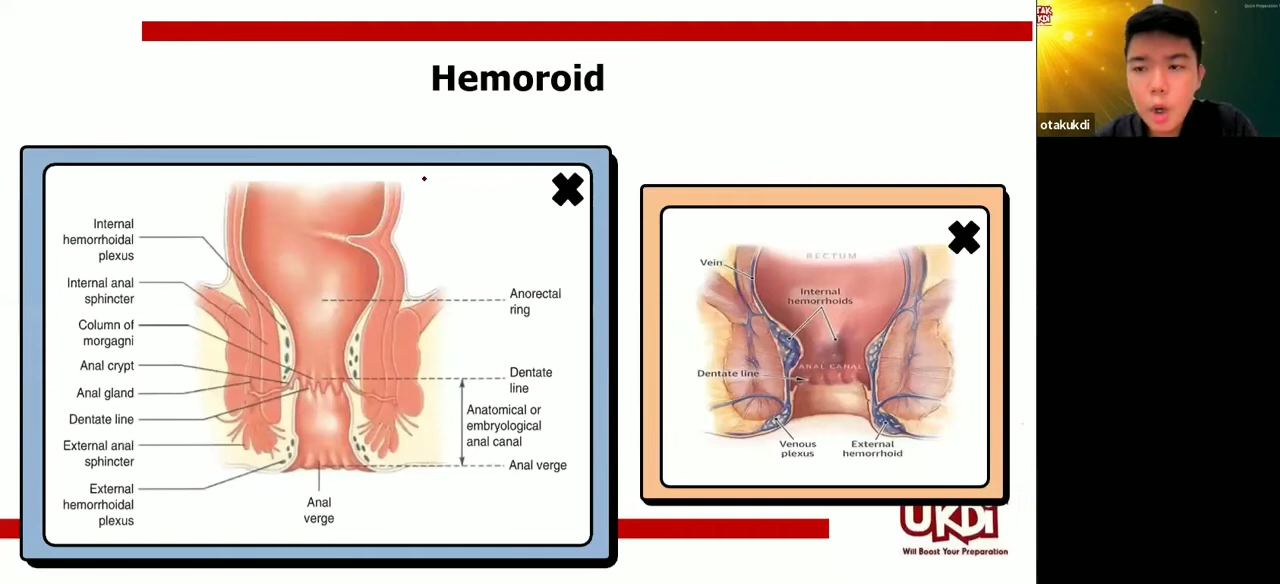 Hemoroid
Internal
hemorrhoidal
plexus
Internal anal
sphincter
Column of
morgagni
Anal crypt
Anal gland
Dentate line
External anal
sphincter
External
hemorrhoidal
plexus
Anal
verge
Anorectal
ring
Dentate
line
Anatomical or
embryological
anal canal
Anal verge
RECTUM
Vein
Internal
hemorrhoids
ANAL CANAL
Dentate line
Venous
plexus
External
hemorrhoid
UKDI
Will Boost Your Preparation
otakukdi